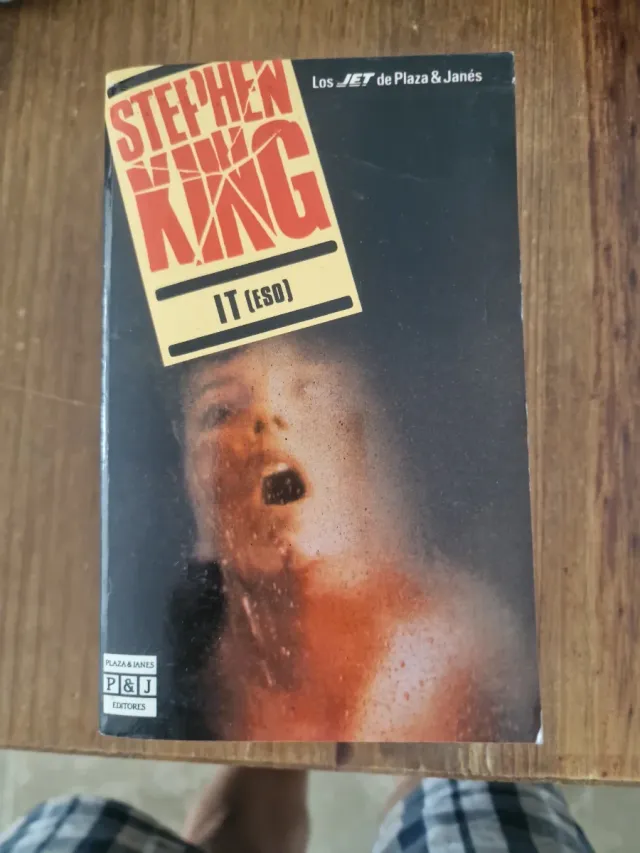 Los JET de Plaza & Janés
STEPHEN
KING
IT (ESO)
PLAZA & JANES
P & J
EDITORES